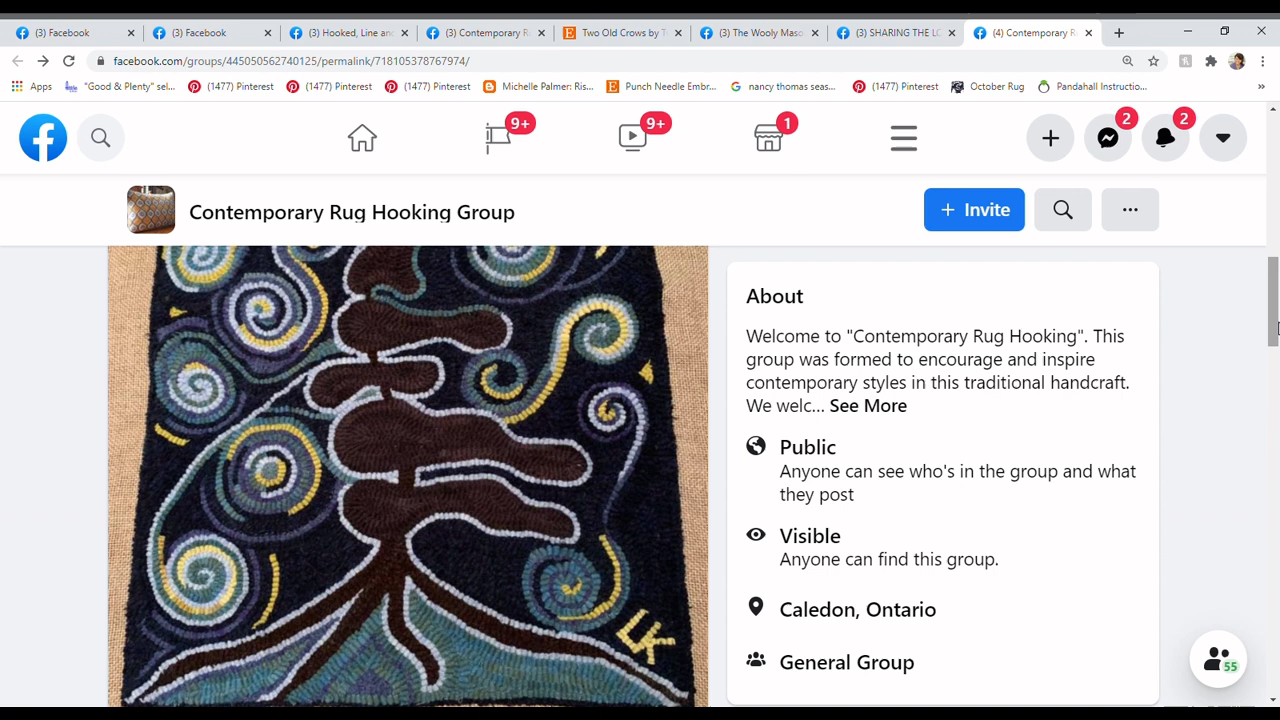 (3) Facebook
(3) Facebook
(3) Hooked, Line an
(3) Contemporary R
Two Old Crows by T
(3) The Wooly Maso
(3) SHARING THE LO
(4) Contemporary R
facebook.com/groups/445050562740125/permalink/718105378767974/
Apps
"Good & Plenty" sel...
(1477) Pinterest
(1477) Pinterest
(1477) Pinterest
Michelle Palmer: Ris...
Punch Needle Embr...
nancy thomas seas...
(1477) Pinterest
October Rug
Pandahall Instructio...
9+
9+
1
2
2
Contemporary Rug Hooking Group
+ Invite
About
Welcome to "Contemporary Rug Hooking". This
group was formed to encourage and inspire
contemporary styles in this traditional handcraft.
We welc... See More
Public
Anyone can see who's in the group and what
they post
Visible
Anyone can find this group.
Caledon, Ontario
General Group
LK
55